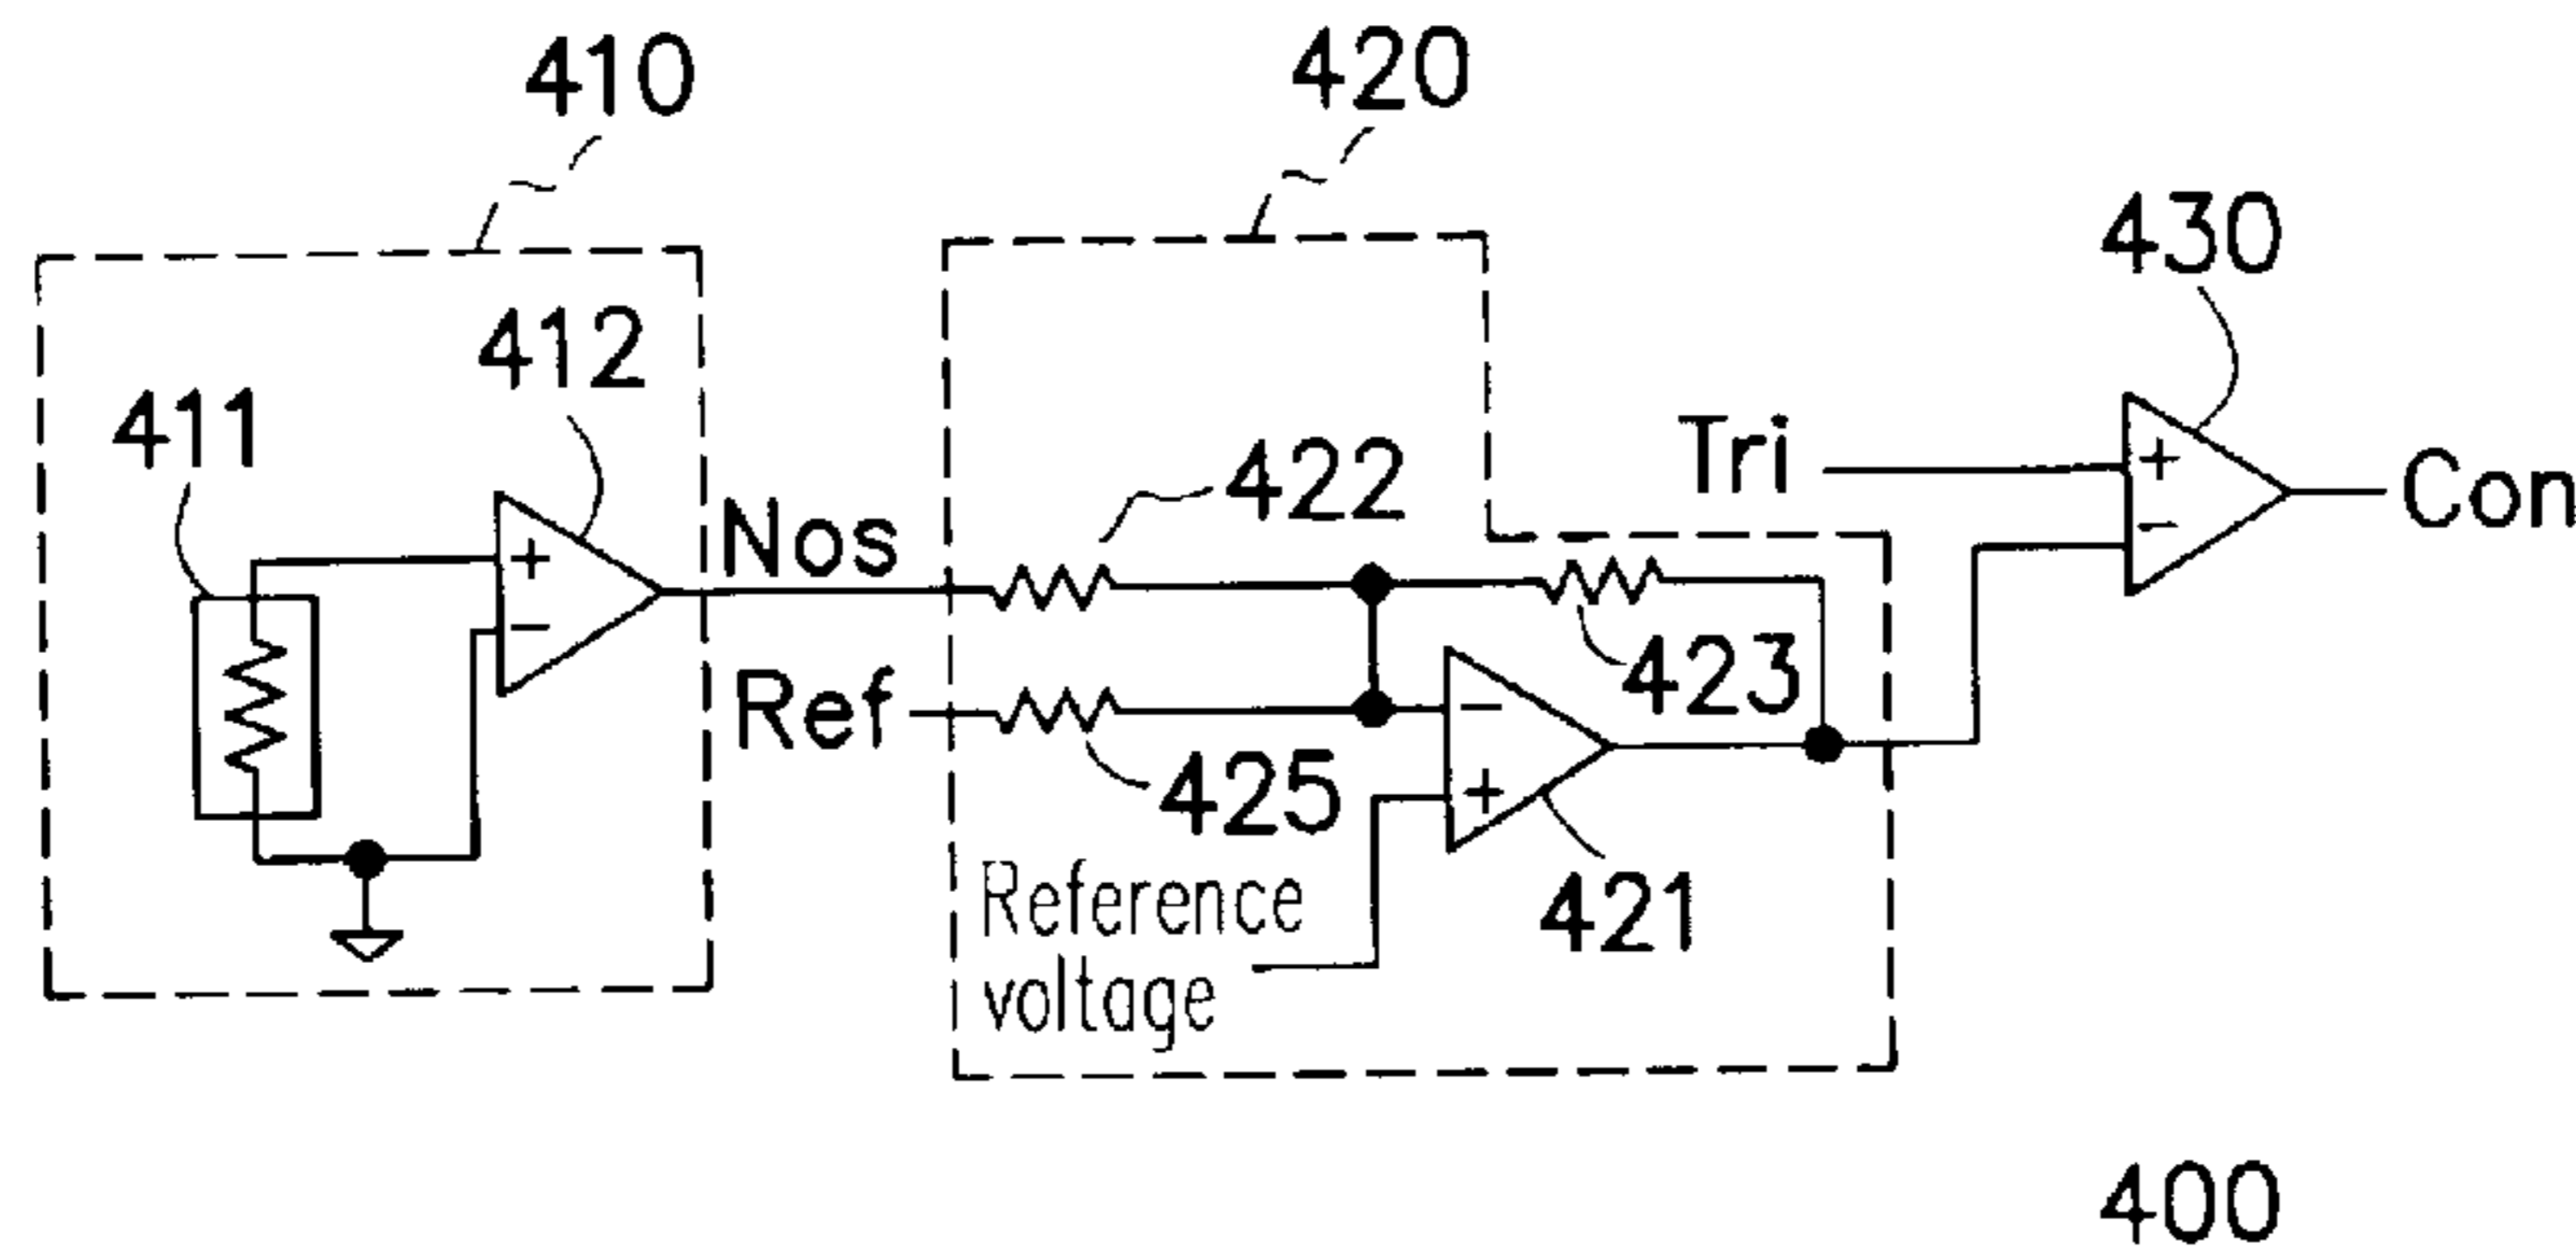 410
420
430
412
411
Nos
422
Tri
+
-
Con
+
-
Ref
425
423
-
+
Reference
voltage
421
400